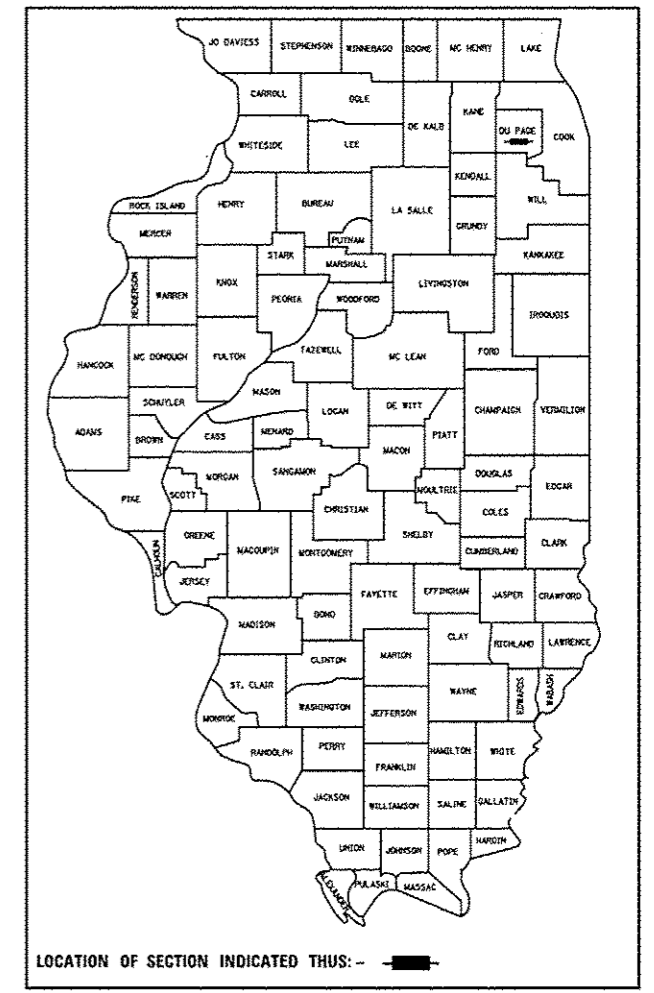 JO DAVIESS STEPHENSON WINNEBAGO BOONE MC HENRY LAKE
CARROLL OGLE KANE
DE KALB DU PAGE COOK
WHITESIDE LEE
KENDALL
ROCK ISLAND HENRY BUREAU LA SALLE WILL
MERCER GRUNDY
PUTNAM
STARK MARSHALL KANKAKEE
HENDERSON WARREN KNOX PEORIA WOODFORD LIVINGSTON
IROQUOIS
HANCOCK MC DONOUGH FULTON TAZEWELL MC LEAN FORD
MASON
SCHUYLER LOGAN DE WITT CHAMPAIGN VERMILION
ADAMS BROWN CASS MENARD PIATT
MACON
PIKE SCOTT MORGAN SANGAMON DOUGLAS EDGAR
MOULTRIE
CHRISTIAN COLES
GREENE MACOUPIN SHELBY
CALHOUN MONTGOMERY CUMBERLAND CLARK
JERSEY FAYETTE EFFINGHAM JASPER CRAWFORD
MADISON BOND
CLAY RICHLAND LAWRENCE
CLINTON MARION
ST. CLAIR WAYNE EDWARDS WABASH
WASHINGTON JEFFERSON
MONROE
RANDOLPH PERRY HAMILTON WHITE
FRANKLIN
JACKSON WILLIAMSON SALINE GALLATIN
HARDIN
UNION JOHNSON POPE
ALEXANDER PULASKI MASSAC
LOCATION OF SECTION INDICATED THUS: -